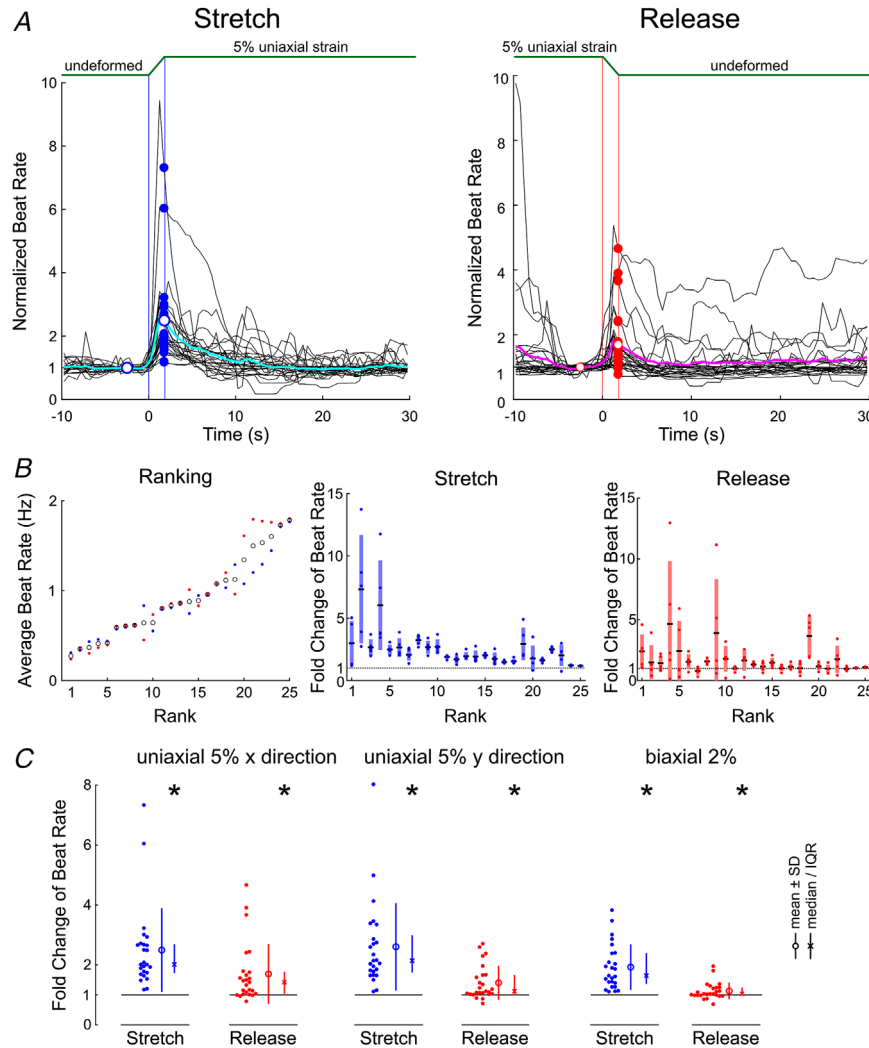 A
Stretch
Release
5% uniaxial strain
undeformed
5% uniaxial strain
undeformed
Normalized Beat Rate
10
8
6
4
2
1
0
-10 0 10 20 30
Time (s)
Normalized Beat Rate
10
8
6
4
2
1
0
-10 0 10 20 30
Time (s)
B
Ranking
Stretch
Release
Average Beat Rate (Hz)
2
1
0
1 5 10 15 20 25
Rank
Fold Change of Beat Rate
15
10
5
1
0
1 5 10 15 20 25
Rank
Fold Change of Beat Rate
15
10
5
1
0
1 5 10 15 20 25
Rank
C
uniaxial 5% x direction
uniaxial 5% y direction
biaxial 2%
Fold Change of Beat Rate
8
6
4
2
1
0
* * * * * *
Stretch Release Stretch Release Stretch Release
mean ± SD
median / IQR